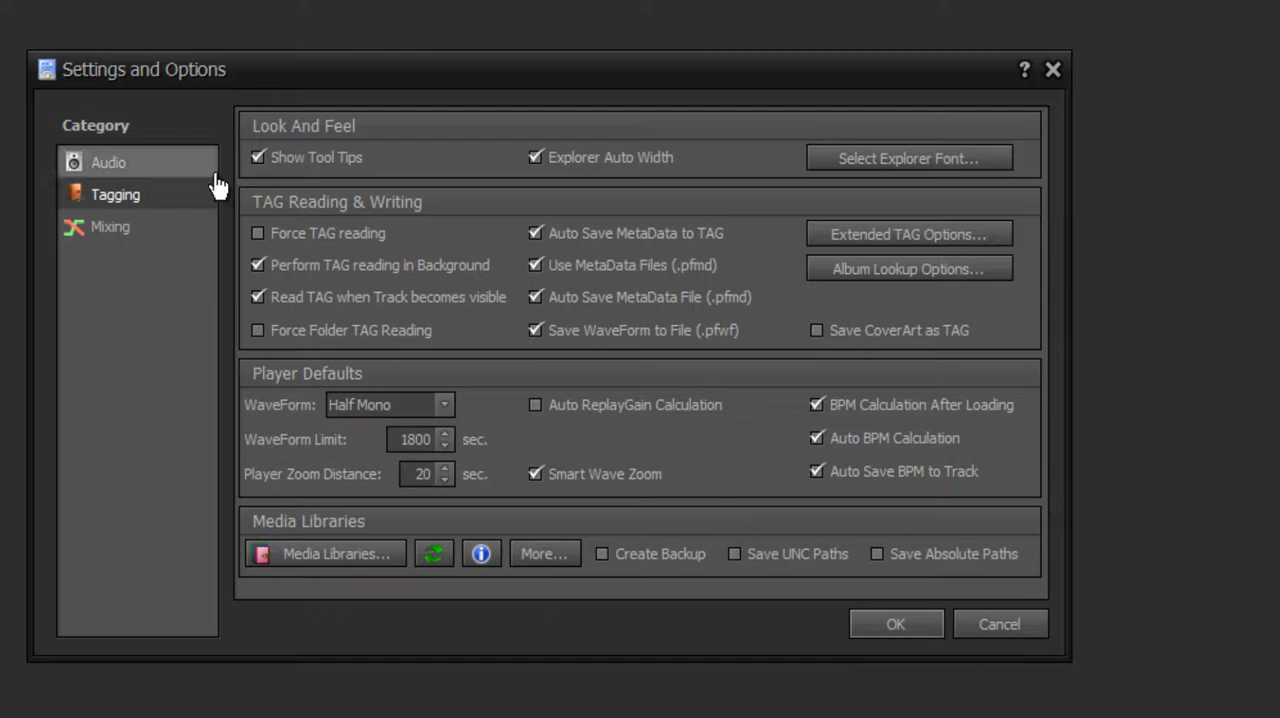 Settings and Options
?
Category
Audio
Tagging
Mixing
Look And Feel
Show Tool Tips
Explorer Auto Width
Select Explorer Font...
TAG Reading & Writing
Force TAG reading
Auto Save MetaData to TAG
Extended TAG Options...
Perform TAG reading in Background
Use MetaData Files (.pfmd)
Album Lookup Options...
Read TAG when Track becomes visible
Auto Save MetaData File (.pfmd)
Force Folder TAG Reading
Save WaveForm to File (.pfwf)
Save CoverArt as TAG
Player Defaults
WaveForm: Half Mono
Auto ReplayGain Calculation
BPM Calculation After Loading
WaveForm Limit: 1800 sec.
Auto BPM Calculation
Player Zoom Distance: 20 sec.
Smart Wave Zoom
Auto Save BPM to Track
Media Libraries
Media Libraries...
More...
Create Backup
Save UNC Paths
Save Absolute Paths
OK
Cancel